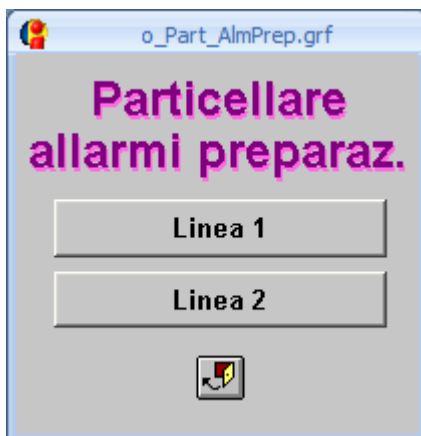 o_Part_AlmPrep.grf
Particellare
allarmi preparaz.
Linea 1
Linea 2